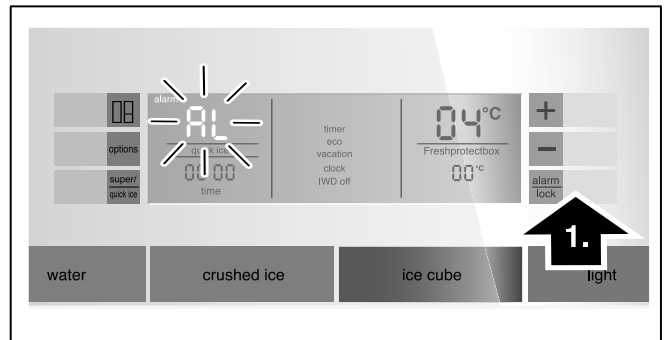 alarm
AL
quick ice
00 00
time
options
super/
quick ice
timer
eco
vacation
clock
IWD off
04°C
Freshprotectbox
00°C
+
−
alarm
lock
1.
water
crushed ice
ice cube
light